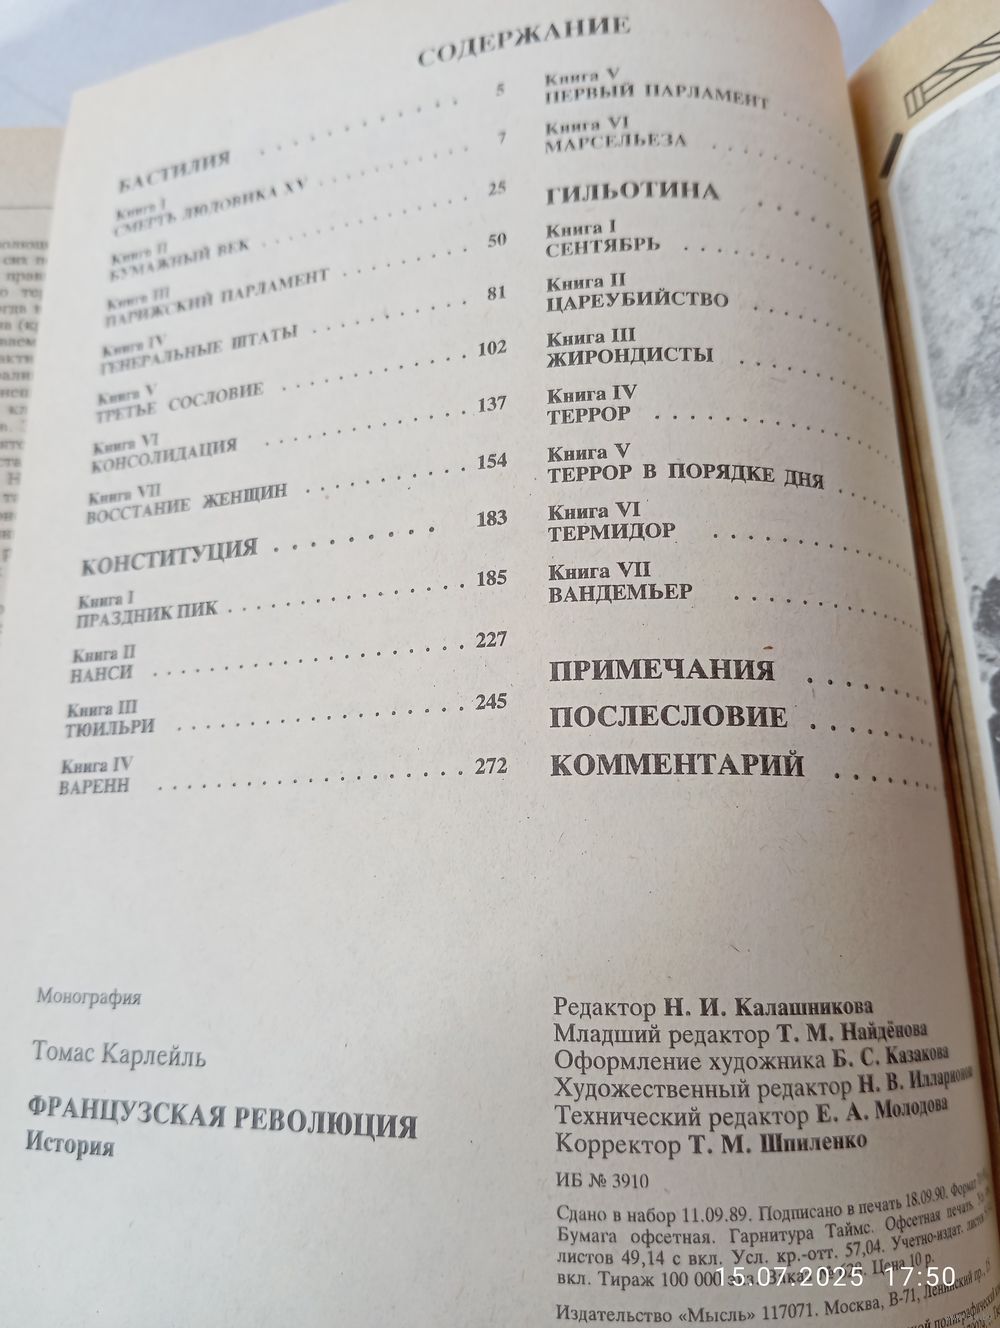 СОДЕРЖАНИЕ
БАСТИЛИЯ . . . 5
Книга I
СМЕРТЬ ЛЮДОВИКА XV . . . 7
Книга II
БУМАЖНЫЙ ВЕК . . . 25
Книга III
ПАРИЖСКИЙ ПАРЛАМЕНТ . . . 50
Книга IV
ГЕНЕРАЛЬНЫЕ ШТАТЫ . . . 81
Книга V
ТРЕТЬЕ СОСЛОВИЕ . . . 102
Книга VI
КОНСОЛИДАЦИЯ . . . 137
Книга VII
ВОССТАНИЕ ЖЕНЩИН . . . 154
КОНСТИТУЦИЯ . . . 183
Книга I
ПРАЗДНИК ПИК . . . 185
Книга II
НАНСИ . . . 227
Книга III
ТЮИЛЬРИ . . . 245
Книга IV
ВАРЕНН . . . 272
Книга V
ПЕРВЫЙ ПАРЛАМЕНТ
Книга VI
МАРСЕЛЬЕЗА
ГИЛЬОТИНА
Книга I
СЕНТЯБРЬ
Книга II
ЦАРЕУБИЙСТВО
Книга III
ЖИРОНДИСТЫ
Книга IV
ТЕРРОР
Книга V
ТЕРРОР В ПОРЯДКЕ ДНЯ
Книга VI
ТЕРМИДОР
Книга VII
ВАНДЕМЬЕР
ПРИМЕЧАНИЯ
ПОСЛЕСЛОВИЕ
КОММЕНТАРИЙ
Монография
Томас Карлейль
ФРАНЦУЗСКАЯ РЕВОЛЮЦИЯ
История
Редактор Н. И. Калашникова
Младший редактор Т. М. Найдёнова
Оформление художника Б. С. Казакова
Художественный редактор Н. В. Илларионова
Технический редактор Е. А. Молодова
Корректор Т. М. Шпиленко
ИБ № 3910
Сдано в набор 11.09.89. Подписано в печать 18.09.90. Формат
Бумага офсетная. Гарнитура Таймс. Офсетная печать.
листов 49,14 с вкл. Усл. кр.-отт. 57,04. Учетно-издат. листов
вкл. Тираж 100 000 экз. Цена 10 р.
Издательство «Мысль» 117071. Москва, В-71, Ленинский пр.,
15.07.2025 17:50